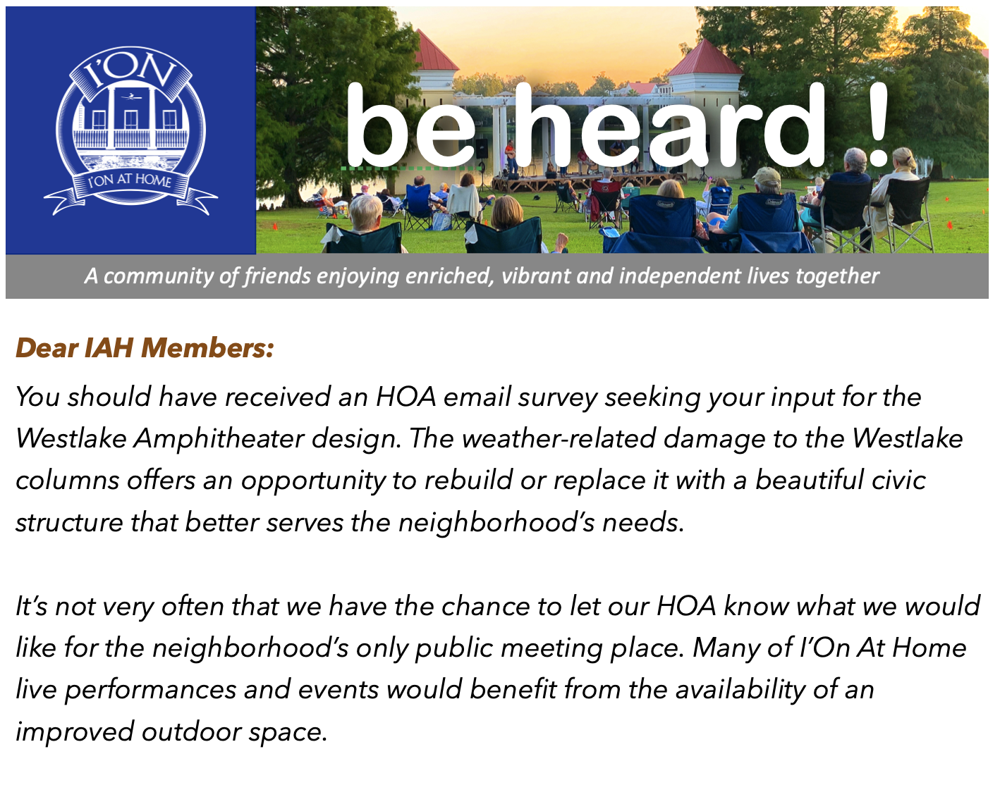 I'ON
I'ON AT HOME
be heard !
A community of friends enjoying enriched, vibrant and independent lives together
Dear IAH Members:
You should have received an HOA email survey seeking your input for the
Westlake Amphitheater design. The weather-related damage to the Westlake
columns offers an opportunity to rebuild or replace it with a beautiful civic
structure that better serves the neighborhood’s needs.
It’s not very often that we have the chance to let our HOA know what we would
like for the neighborhood’s only public meeting place. Many of I’On At Home
live performances and events would benefit from the availability of an
improved outdoor space.